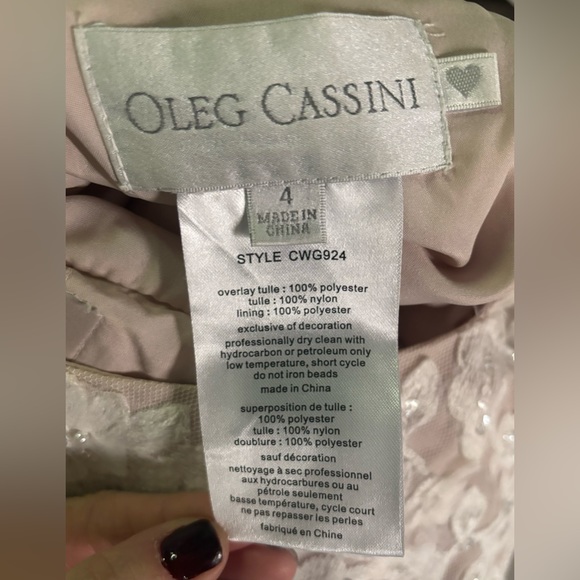 OLEG CASSINI
4
MADE IN
CHINA
STYLE CWG924
overlay tulle : 100% polyester
tulle : 100% nylon
lining : 100% polyester
exclusive of decoration
professionally dry clean with
hydrocarbon or petroleum only
low temperature, short cycle
do not iron beads
made in China
superposition de tulle :
100% polyester
tulle : 100% nylon
doublure : 100% polyester
sauf décoration
nettoyage à sec professionnel
aux hydrocarbures ou au
pétrole seulement
basse température, cycle court
ne pas repasser les perles
fabriqué en Chine